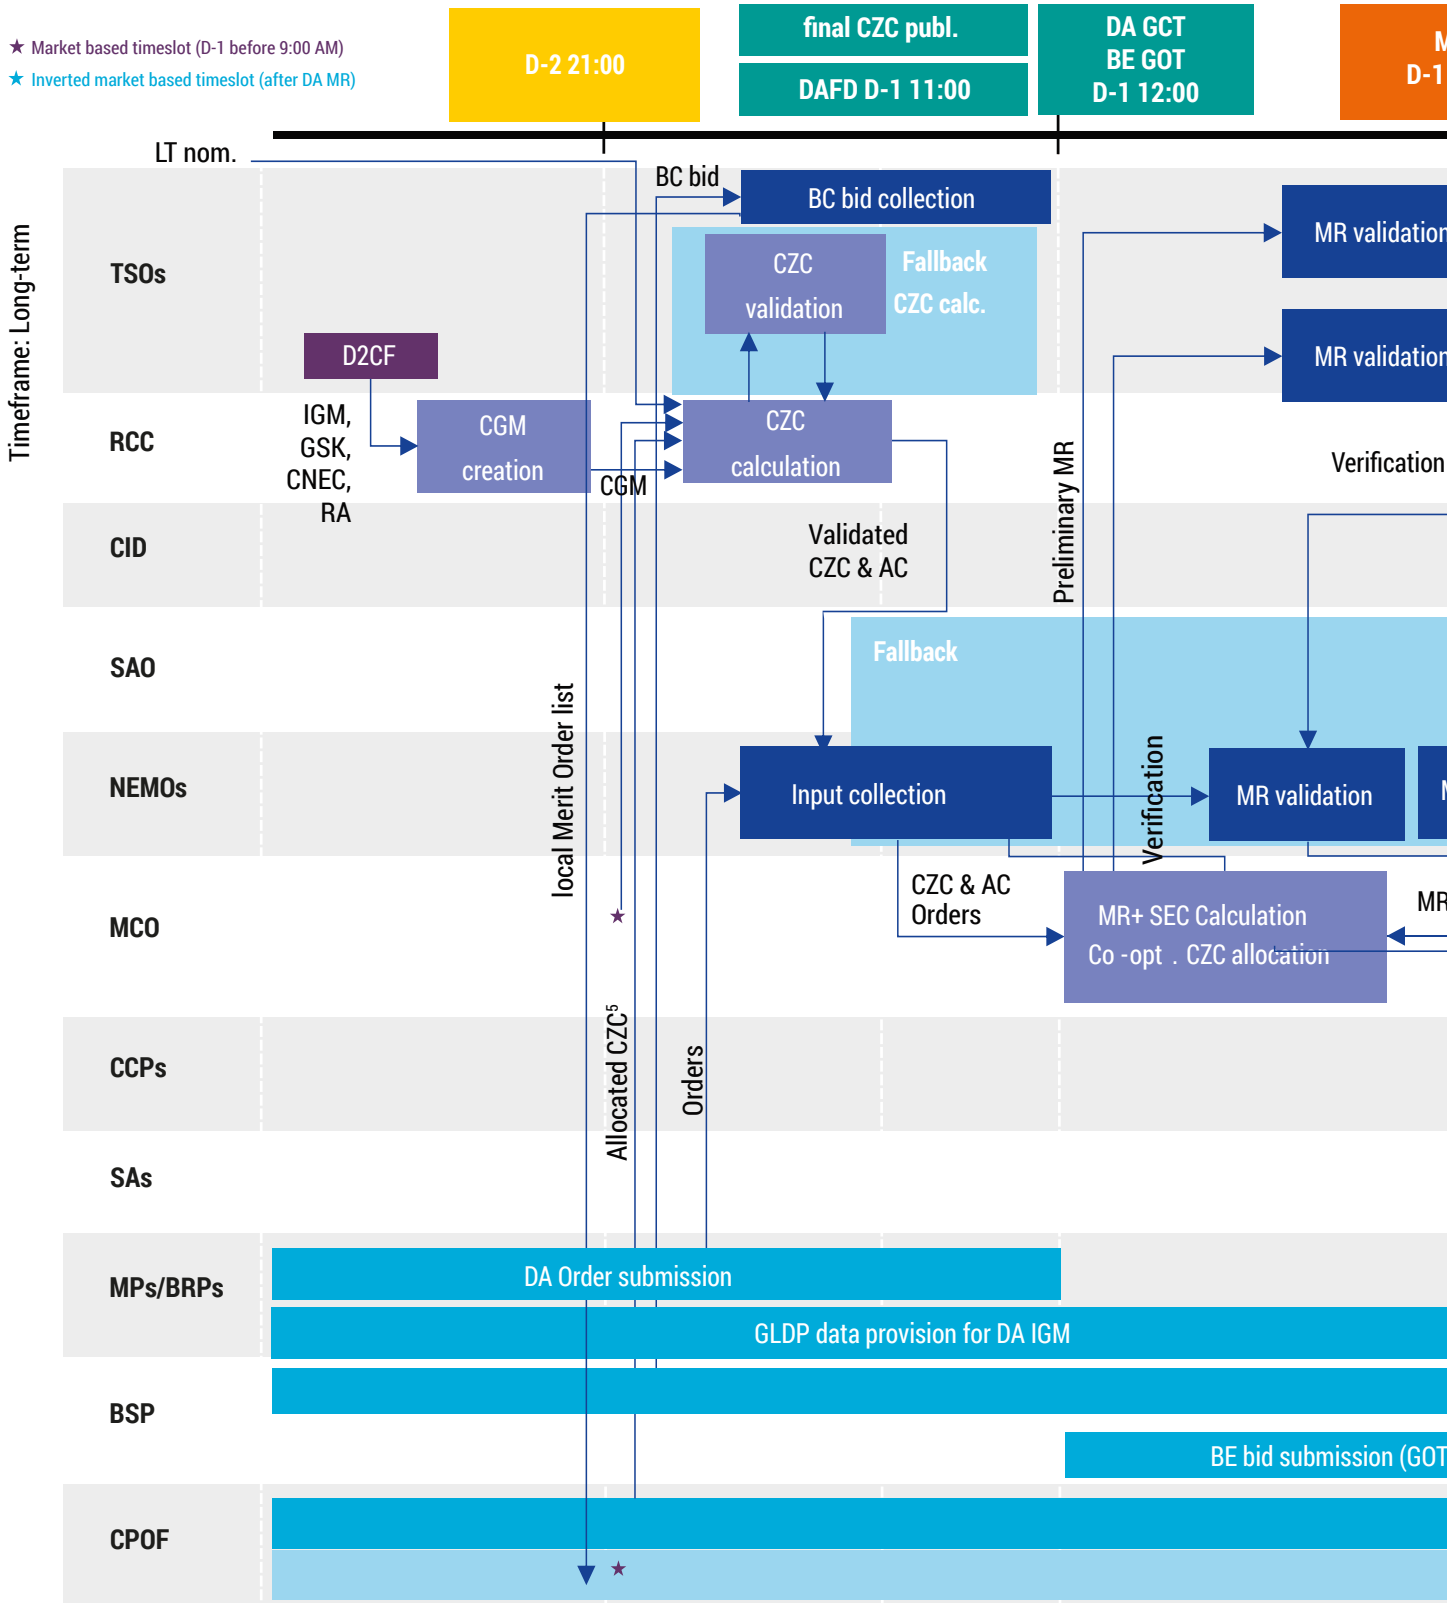 ★ Market based timeslot (D-1 before 9:00 AM)
★ Inverted market based timeslot (after DA MR)
D-2 21:00
final CZC publ.
DAFD D-1 11:00
DA GCT
BE GOT
D-1 12:00
D-1
Timeframe: Long-term
LT nom.
BC bid
BC bid collection
TSOs
CZC
validation
Fallback
CZC calc.
MR validation
D2CF
MR validation
IGM,
GSK,
CNEC,
RA
RCC
CGM
creation
CGM
CZC
calculation
Preliminary MR
Verification
CID
Validated
CZC & AC
SAO
Fallback
local Merit Order list
NEMOs
Input collection
Verification
MR validation
CZC & AC
Orders
MCO
MR+ SEC Calculation
Co -opt . CZC allocation
MR
Allocated CZC⁵
Orders
CCPs
SAs
MPs/BRPs
DA Order submission
GLDP data provision for DA IGM
BSP
BE bid submission (GOT
CPOF